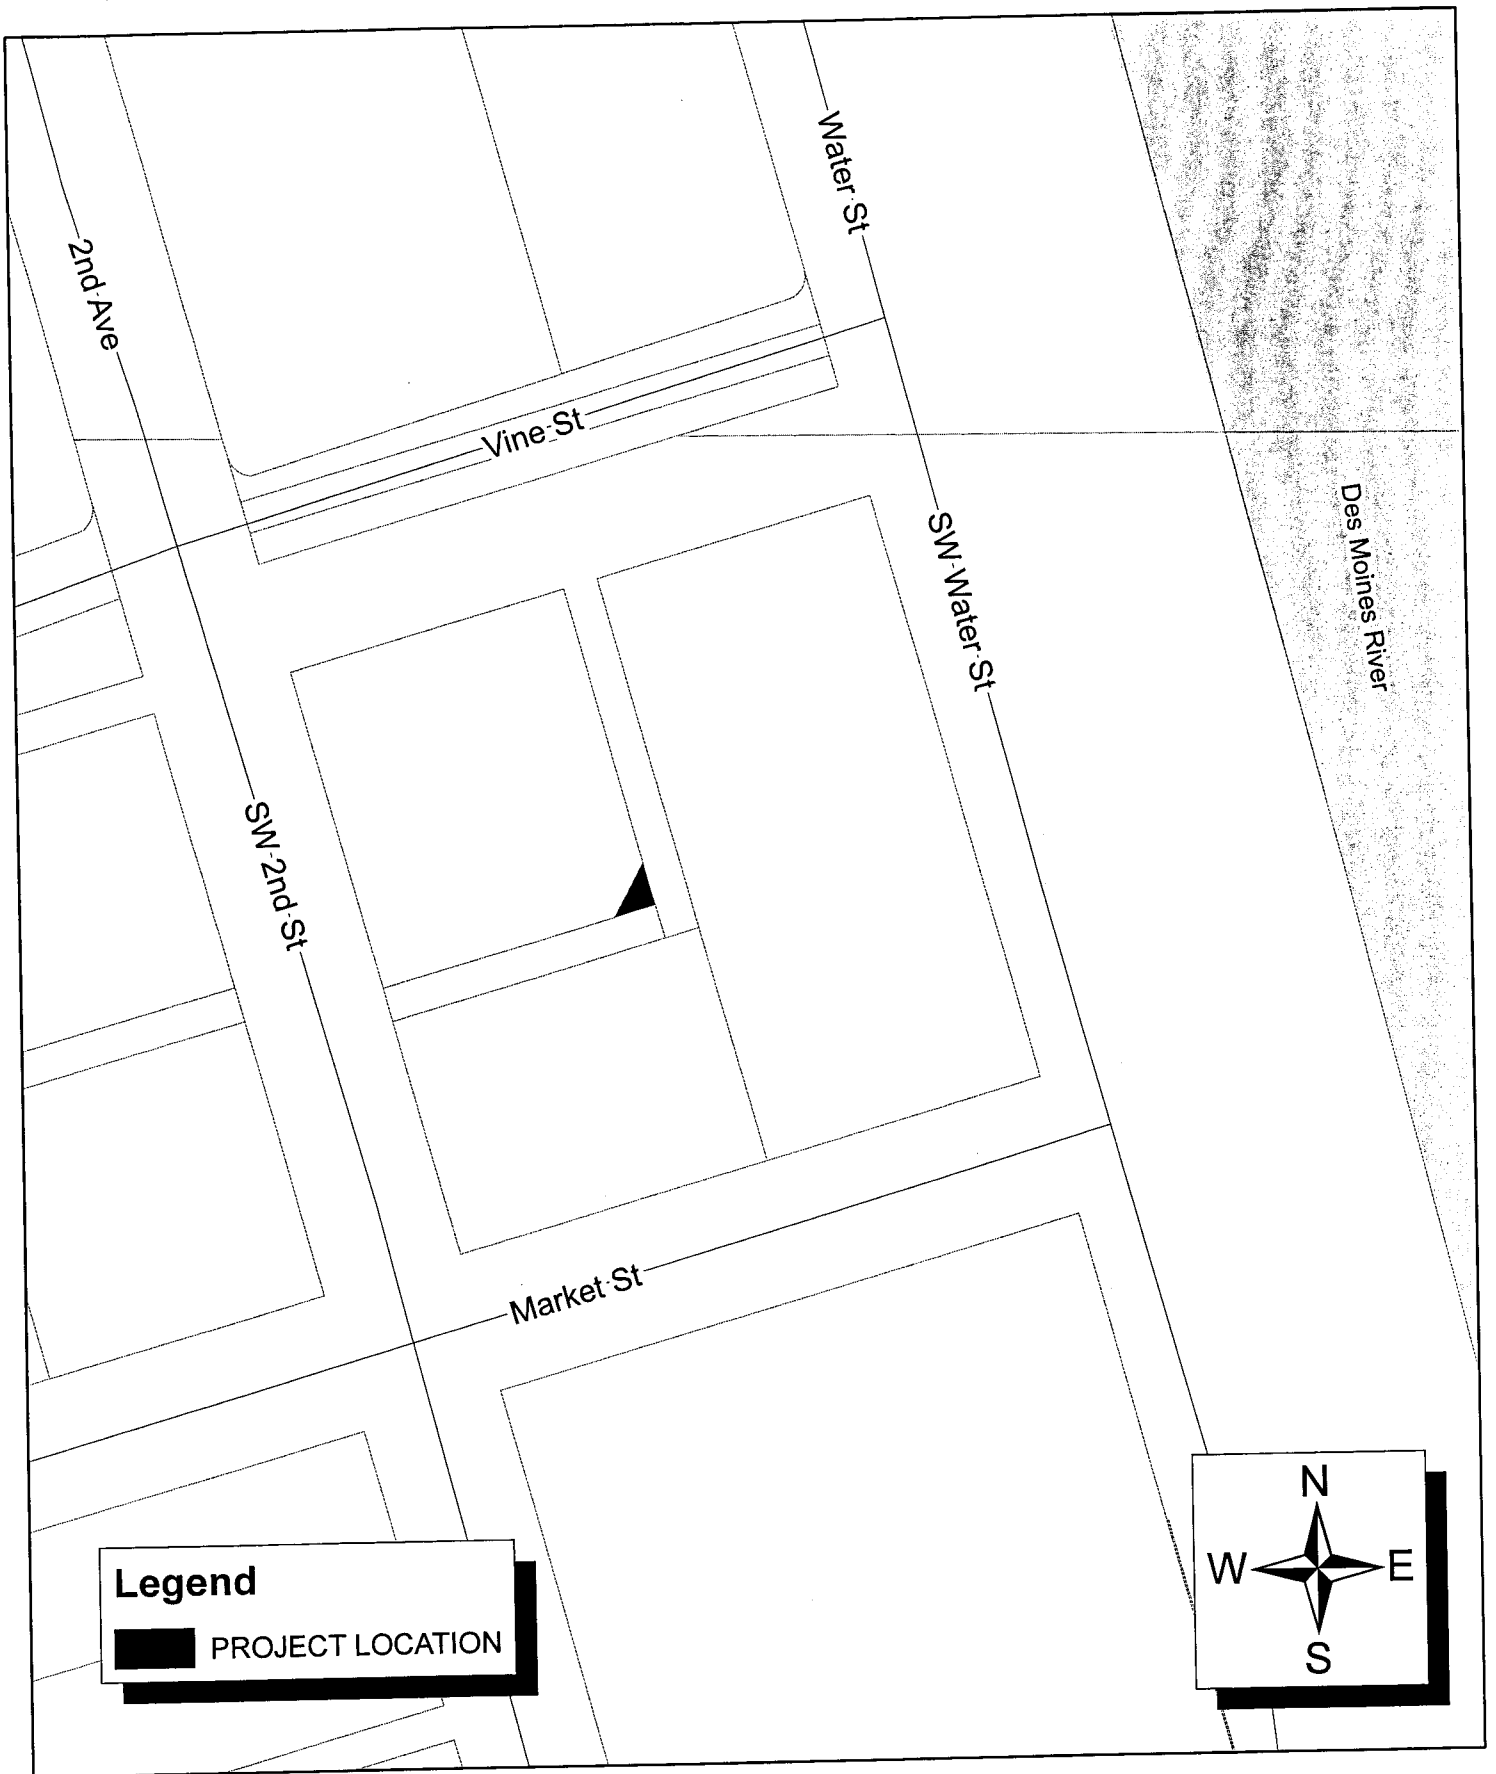 Water St
2nd Ave
Vine St
Des Moines River
SW Water St
SW 2nd St
Market St
N
W
E
S
Legend
PROJECT LOCATION